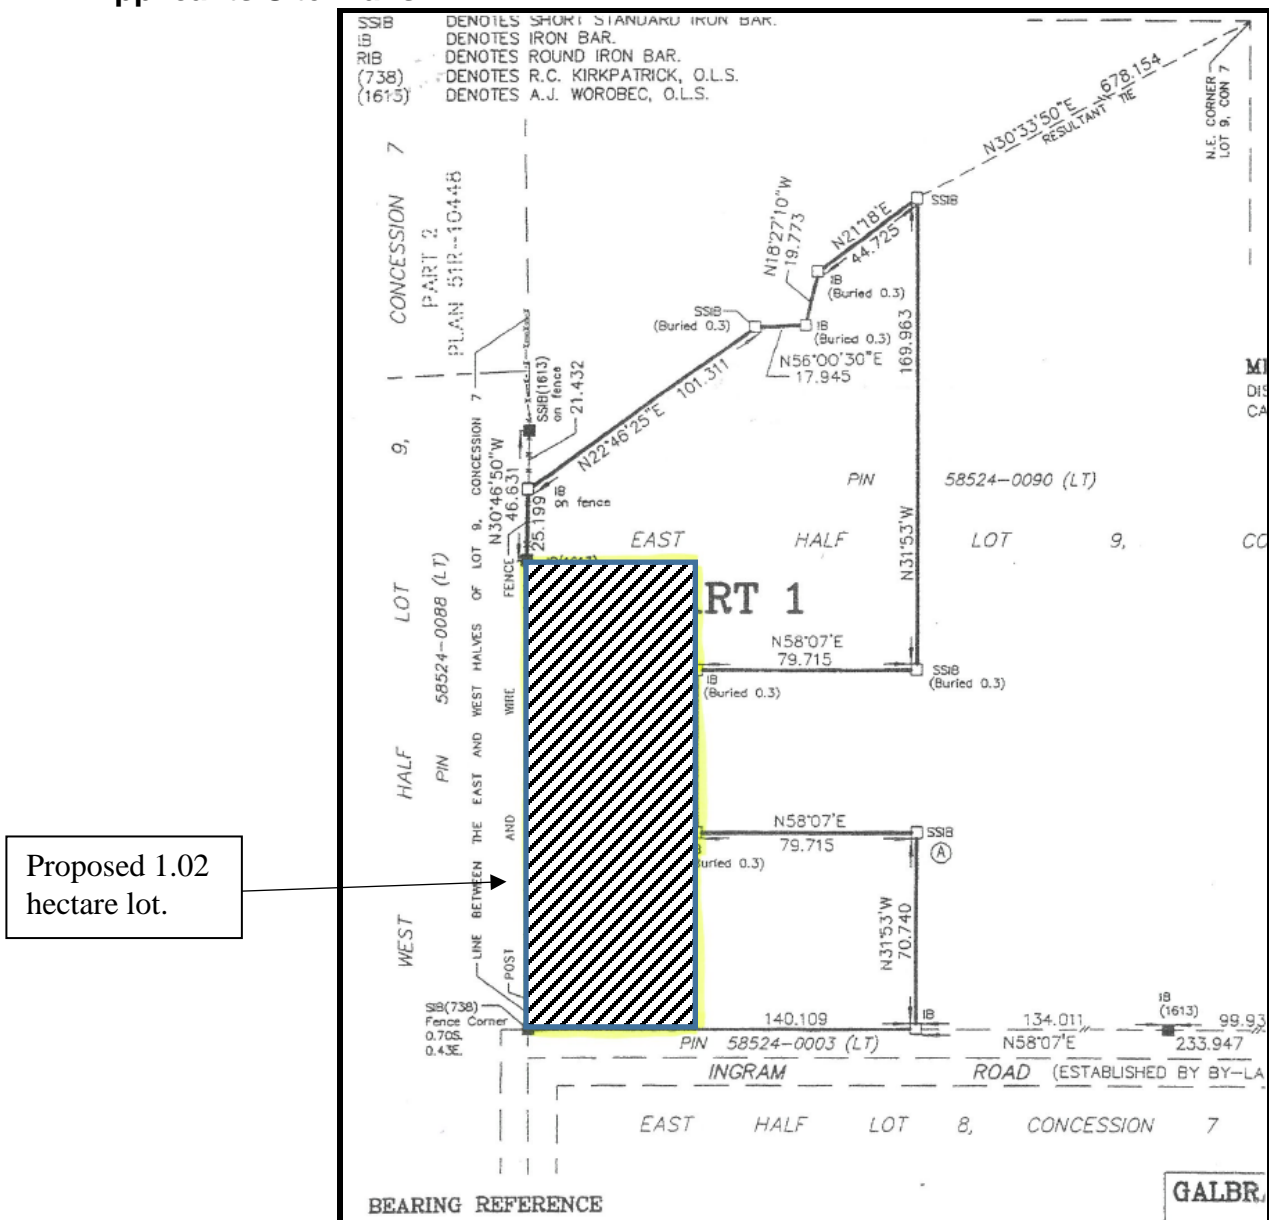 SSIB DENOTES SHORT STANDARD IRON BAR.
IB DENOTES IRON BAR.
RIB DENOTES ROUND IRON BAR.
(738) DENOTES R.C. KIRKPATRICK, O.L.S.
(1613) DENOTES A.J. WOROBEC, O.L.S.
N30°33'50"E 678.154
RESULTANT TIE
N.E. CORNER
LOT 9, CON 7
CONCESSION 7
PART 2
PLAN 51R-10448
SSIB
N21°18'E
44.725
N18°27'10"W
19.773
IB
(Buried 0.3)
SSIB
(Buried 0.3)
IB
(Buried 0.3)
N56°00'30"E
17.945
169.963
N31°53'W
N22°46'25"E 101.311
SSIB(1613)
on fence
21.432
N30°46'50"W
46.631
25.199
IB
on fence
9,
PIN 58524-0090 (LT)
EAST HALF LOT 9,
RT 1
N58°07'E
79.715
IB
(Buried 0.3)
SSIB
(Buried 0.3)
N58°07'E
79.715
SSIB
A
uried 0.3)
N31°53'W
70.740
LOT
HALF
WEST
PIN 58524-0088 (LT)
LINE BETWEEN THE EAST AND WEST HALVES OF LOT 9, CONCESSION 7
POST AND WIRE FENCE
Proposed 1.02
hectare lot.
SIB(738)
Fence Corner
0.70S.
0.43E.
140.109
IB
134.011
IB
(1613)
99.93
PIN 58524-0003 (LT)
N58°07'E
233.947
INGRAM ROAD (ESTABLISHED BY BY-LA
EAST HALF LOT 8, CONCESSION 7
BEARING REFERENCE
GALBR